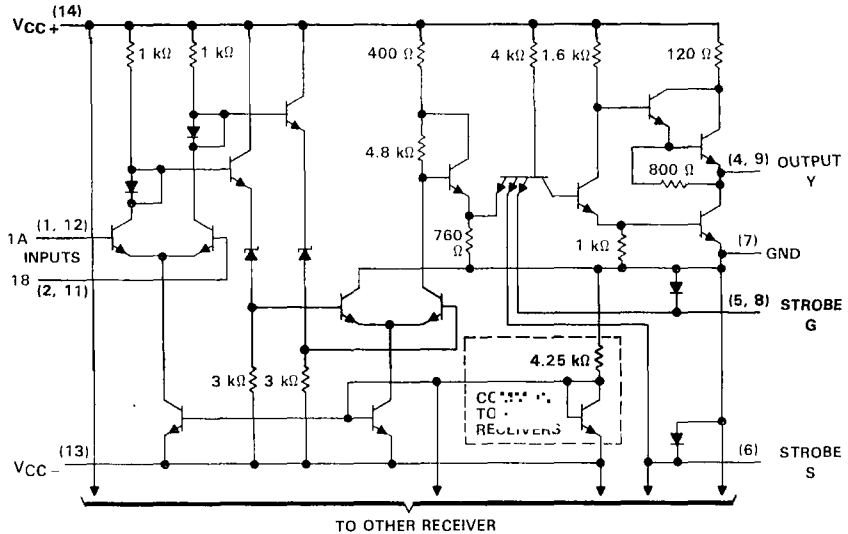 VCC+ (14)
1 kΩ
1 kΩ
400 Ω
4 kΩ
1.6 kΩ
120 Ω
4.8 kΩ
800 Ω
(4, 9) OUTPUT
Y
1A (1, 12)
INPUTS
18
(2, 11)
760
Ω
1 kΩ
(7)
GND
(5, 8) STROBE
G
3 kΩ
3 kΩ
4.25 kΩ
TO
RECEIVERS
VCC− (13)
(6) STROBE
S
TO OTHER RECEIVER